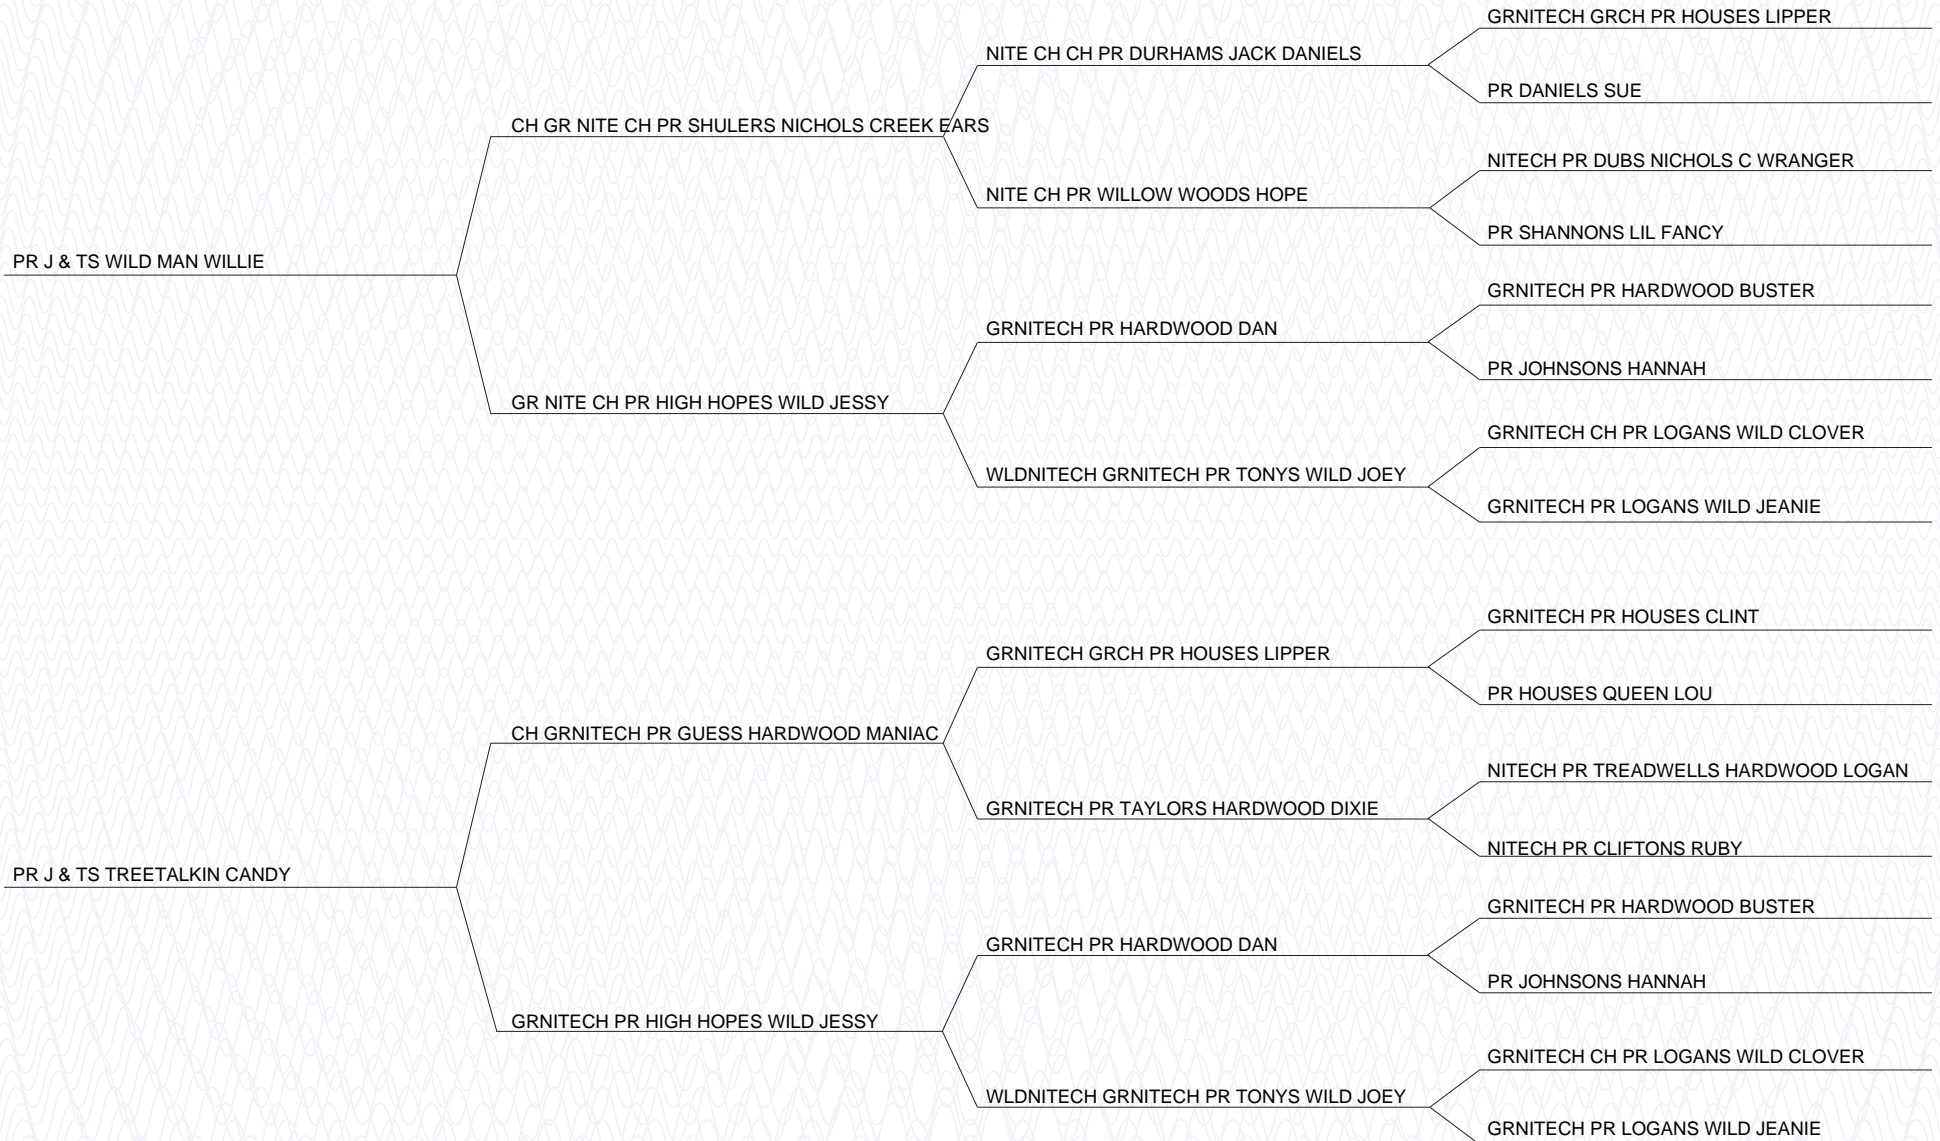 GRNITECH GRCH PR HOUSES LIPPER
NITE CH CH PR DURHAMS JACK DANIELS
PR DANIELS SUE
CH GR NITE CH PR SHULERS NICHOLS CREEK EARS
NITECH PR DUBS NICHOLS C WRANGER
NITE CH PR WILLOW WOODS HOPE
PR SHANNONS LIL FANCY
PR J & TS WILD MAN WILLIE
GRNITECH PR HARDWOOD BUSTER
GRNITECH PR HARDWOOD DAN
PR JOHNSONS HANNAH
GR NITE CH PR HIGH HOPES WILD JESSY
GRNITECH CH PR LOGANS WILD CLOVER
WLDNITECH GRNITECH PR TONYS WILD JOEY
GRNITECH PR LOGANS WILD JEANIE
GRNITECH PR HOUSES CLINT
GRNITECH GRCH PR HOUSES LIPPER
PR HOUSES QUEEN LOU
CH GRNITECH PR GUESS HARDWOOD MANIAC
NITECH PR TREADWELLS HARDWOOD LOGAN
GRNITECH PR TAYLORS HARDWOOD DIXIE
NITECH PR CLIFTONS RUBY
PR J & TS TREETALKIN CANDY
GRNITECH PR HARDWOOD BUSTER
GRNITECH PR HARDWOOD DAN
PR JOHNSONS HANNAH
GRNITECH PR HIGH HOPES WILD JESSY
GRNITECH CH PR LOGANS WILD CLOVER
WLDNITECH GRNITECH PR TONYS WILD JOEY
GRNITECH PR LOGANS WILD JEANIE